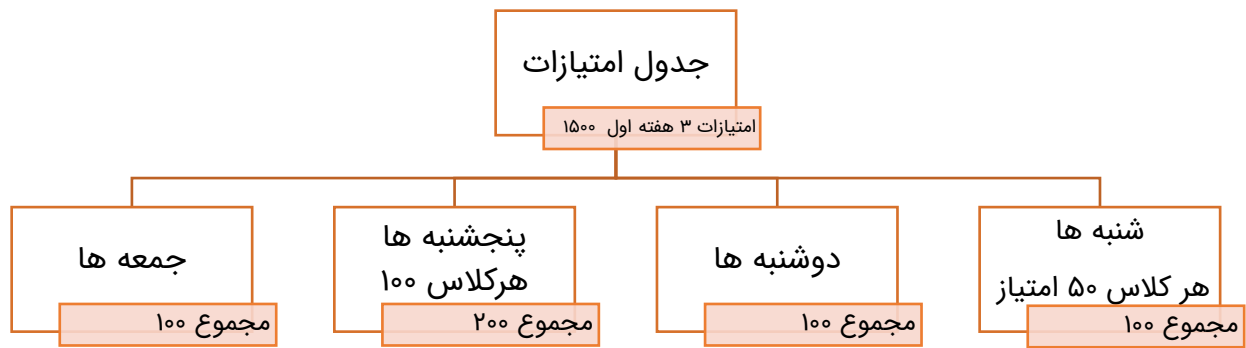 جدول امتیازات
امتیازات ۳ هفته اول ۱۵۰۰
شنبه ها
هر کلاس ۵۰ امتیاز
مجموع ۱۰۰
دوشنبه ها
مجموع ۱۰۰
پنجشنبه ها
هرکلاس ۱۰۰
مجموع ۲۰۰
جمعه ها
مجموع ۱۰۰